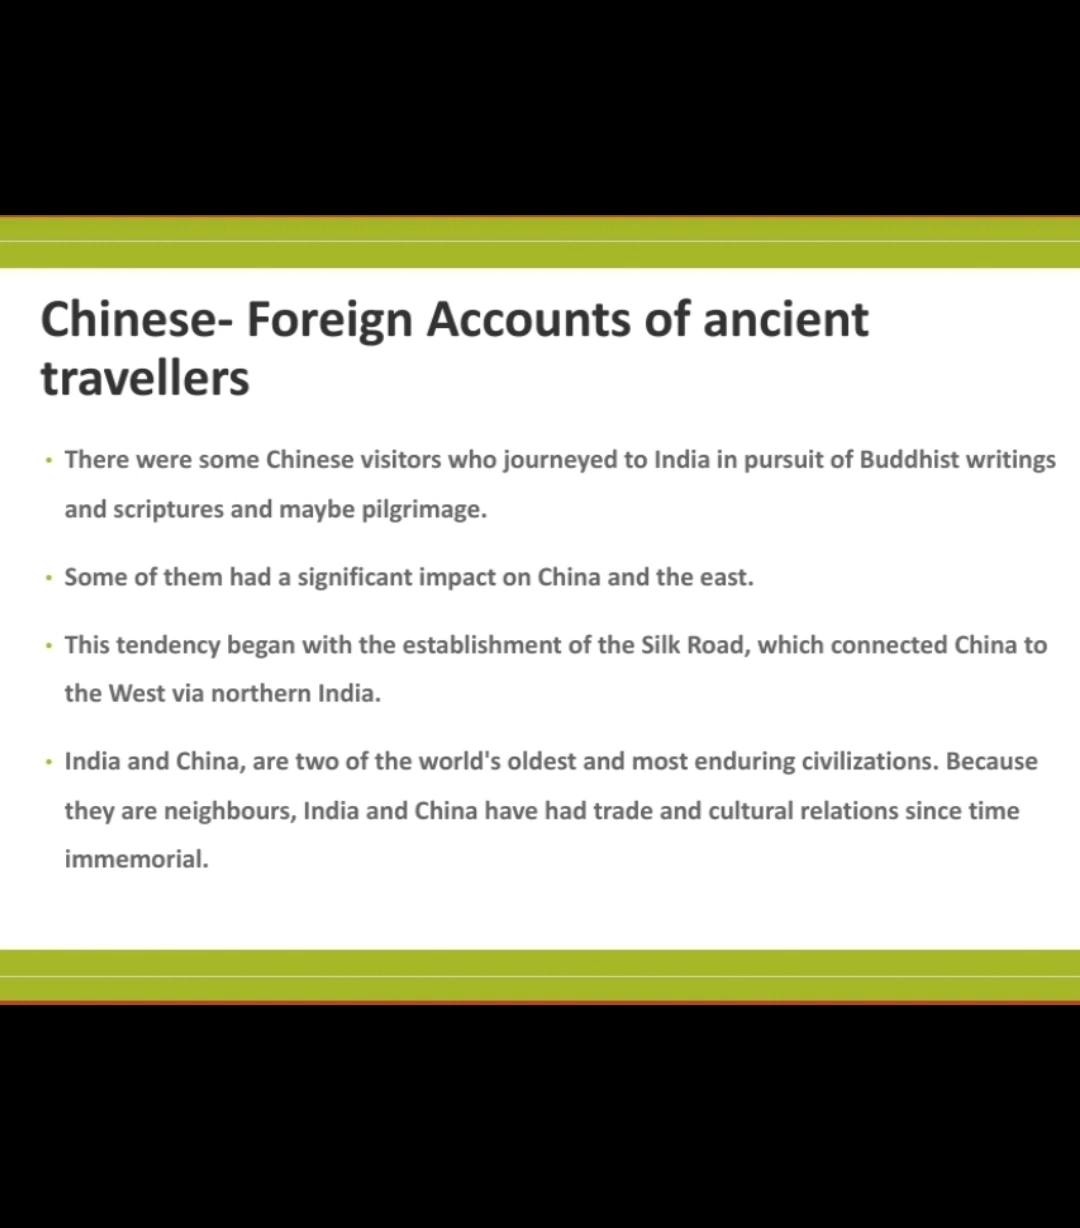 Chinese- Foreign Accounts of ancient
travellers
• There were some Chinese visitors who journeyed to India in pursuit of Buddhist writings
and scriptures and maybe pilgrimage.
• Some of them had a significant impact on China and the east.
• This tendency began with the establishment of the Silk Road, which connected China to
the West via northern India.
• India and China, are two of the world's oldest and most enduring civilizations. Because
they are neighbours, India and China have had trade and cultural relations since time
immemorial.